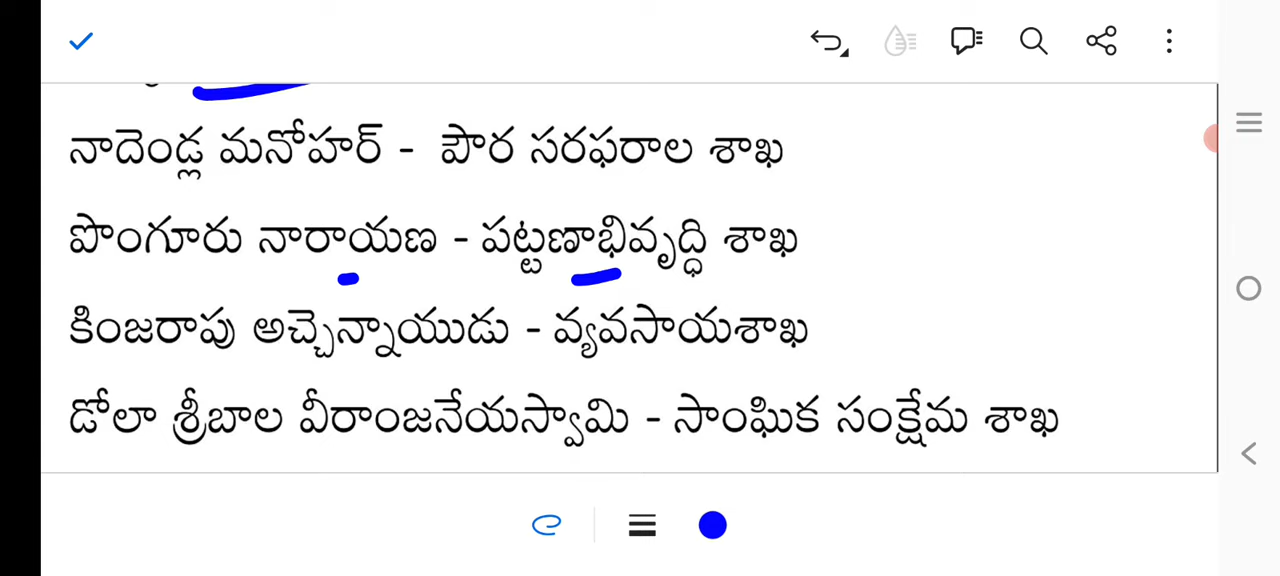 నాదెండ్ల మనోహర్ - పౌర సరఫరాల శాఖ
పొంగూరు నారాయణ - పట్టణాభివృద్ధి శాఖ
కింజరాపు అచ్చెన్నాయుడు - వ్యవసాయశాఖ
డోలా శ్రీబాల వీరాంజనేయస్వామి - సాంఘిక సంక్షేమ శాఖ